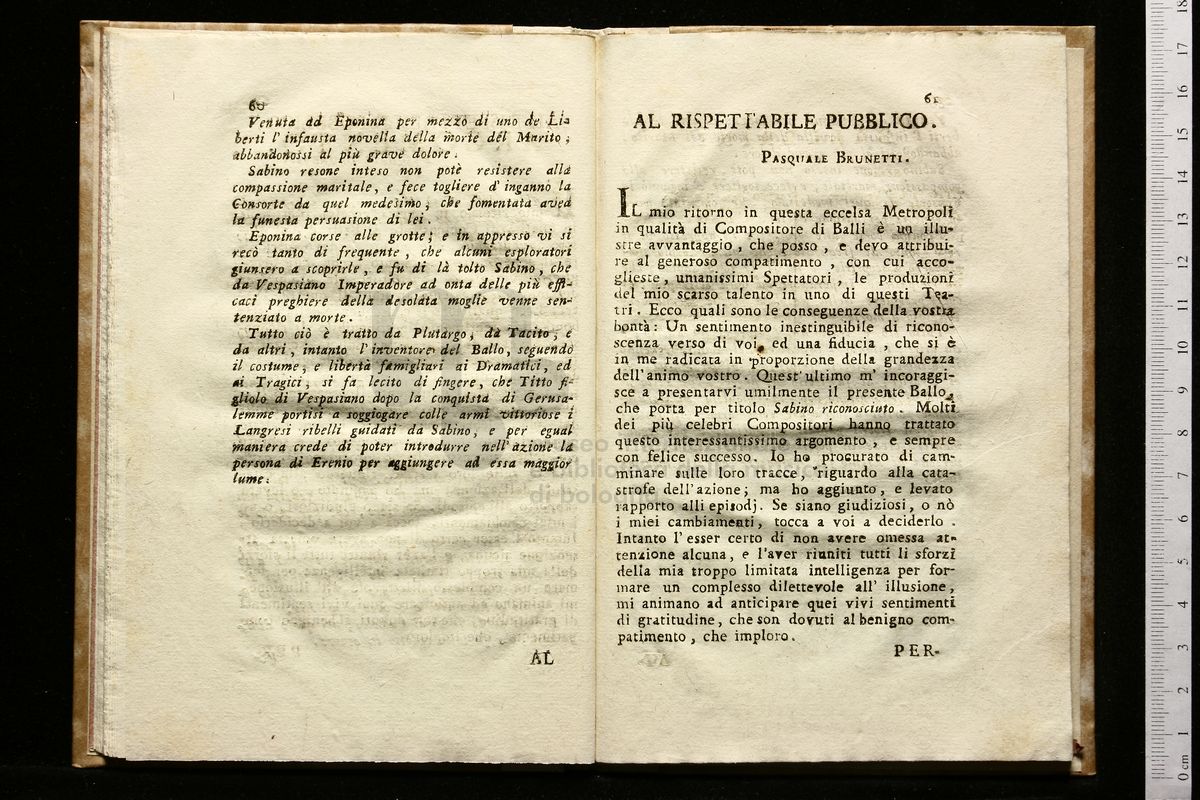 60
Venuta ad Eponina per mezzo di uno de Li-
berti l' infausta novella della morte del Marito ;
abbandonossi al più grave dolore .
Sabino resone inteso non potè resistere alla
compassione maritale , e fece togliere d' inganno la
Consorte da quel medesimo , che fomentata avea
la funesta persuasione di lei .
Eponina corse alle grotte ; e in appresso vi si
recò tanto di frequente , che alcuni esploratori
giunsero a scoprirle , e fu di là tolto Sabino , che
da Vespasiano Imperadore ad onta delle più effi-
caci preghiere della desolata moglie venne sen-
tenziato a morte .
Tutto ciò è tratto da Plutargo , da Tacito , e
da altri , intanto l' inventore del Ballo , seguendo
il costume , e libertà famigliari ai Dramatici , ed
ai Tragici , si fa lecito di fingere , che Titto fi-
gliolo di Vespasiano dopo la conquista di Gerusa-
lemme portisi a soggiogare colle armi vittoriose i
Langresi ribelli guidati da Sabino , e per egual
maniera crede di poter introdurre nell' azione la
persona di Erenio per aggiungere ad essa maggior
lume .
AL
61
AL RISPETTABILE PUBBLICO .
PASQUALE BRUNETTI .
IL mio ritorno in questa eccelsa Metropoli
in qualità di Compositore di Balli è un illu-
stre avvantaggio , che posso , e devo attribui-
re al generoso compatimento , con cui acco-
glieste , umanissimi Spettatori , le produzioni
del mio scarso talento in uno di questi Tea-
tri . Ecco quali sono le conseguenze della vostra
bontà : Un sentimento inestinguibile di ricono-
scenza verso di voi , ed una fiducia , che si è
in me radicata in proporzione della grandezza
dell' animo vostro . Quest' ultimo m' incoraggi-
sce a presentarvi umilmente il presente Ballo ,
che porta per titolo Sabino riconosciuto . Molti
dei più celebri Compositori hanno trattato
questo interessantissimo argomento , e sempre
con felice successo . Io ho procurato di cam-
minare sulle loro tracce , riguardo alla cata-
strofe dell' azione ; ma ho aggiunto , e levato
rapporto alli episodj . Se siano giudiziosi , o nò
i miei cambiamenti , tocca a voi a deciderlo .
Intanto l' esser certo di non avere omessa at-
tenzione alcuna , e l'aver riuniti tutti li sforzi
della mia troppo limitata intelligenza per for-
mare un complesso dilettevole all' illusione ,
mi animano ad anticipare quei vivi sentimenti
di gratitudine , che son dovuti al benigno com-
patimento , che imploro .
PER-